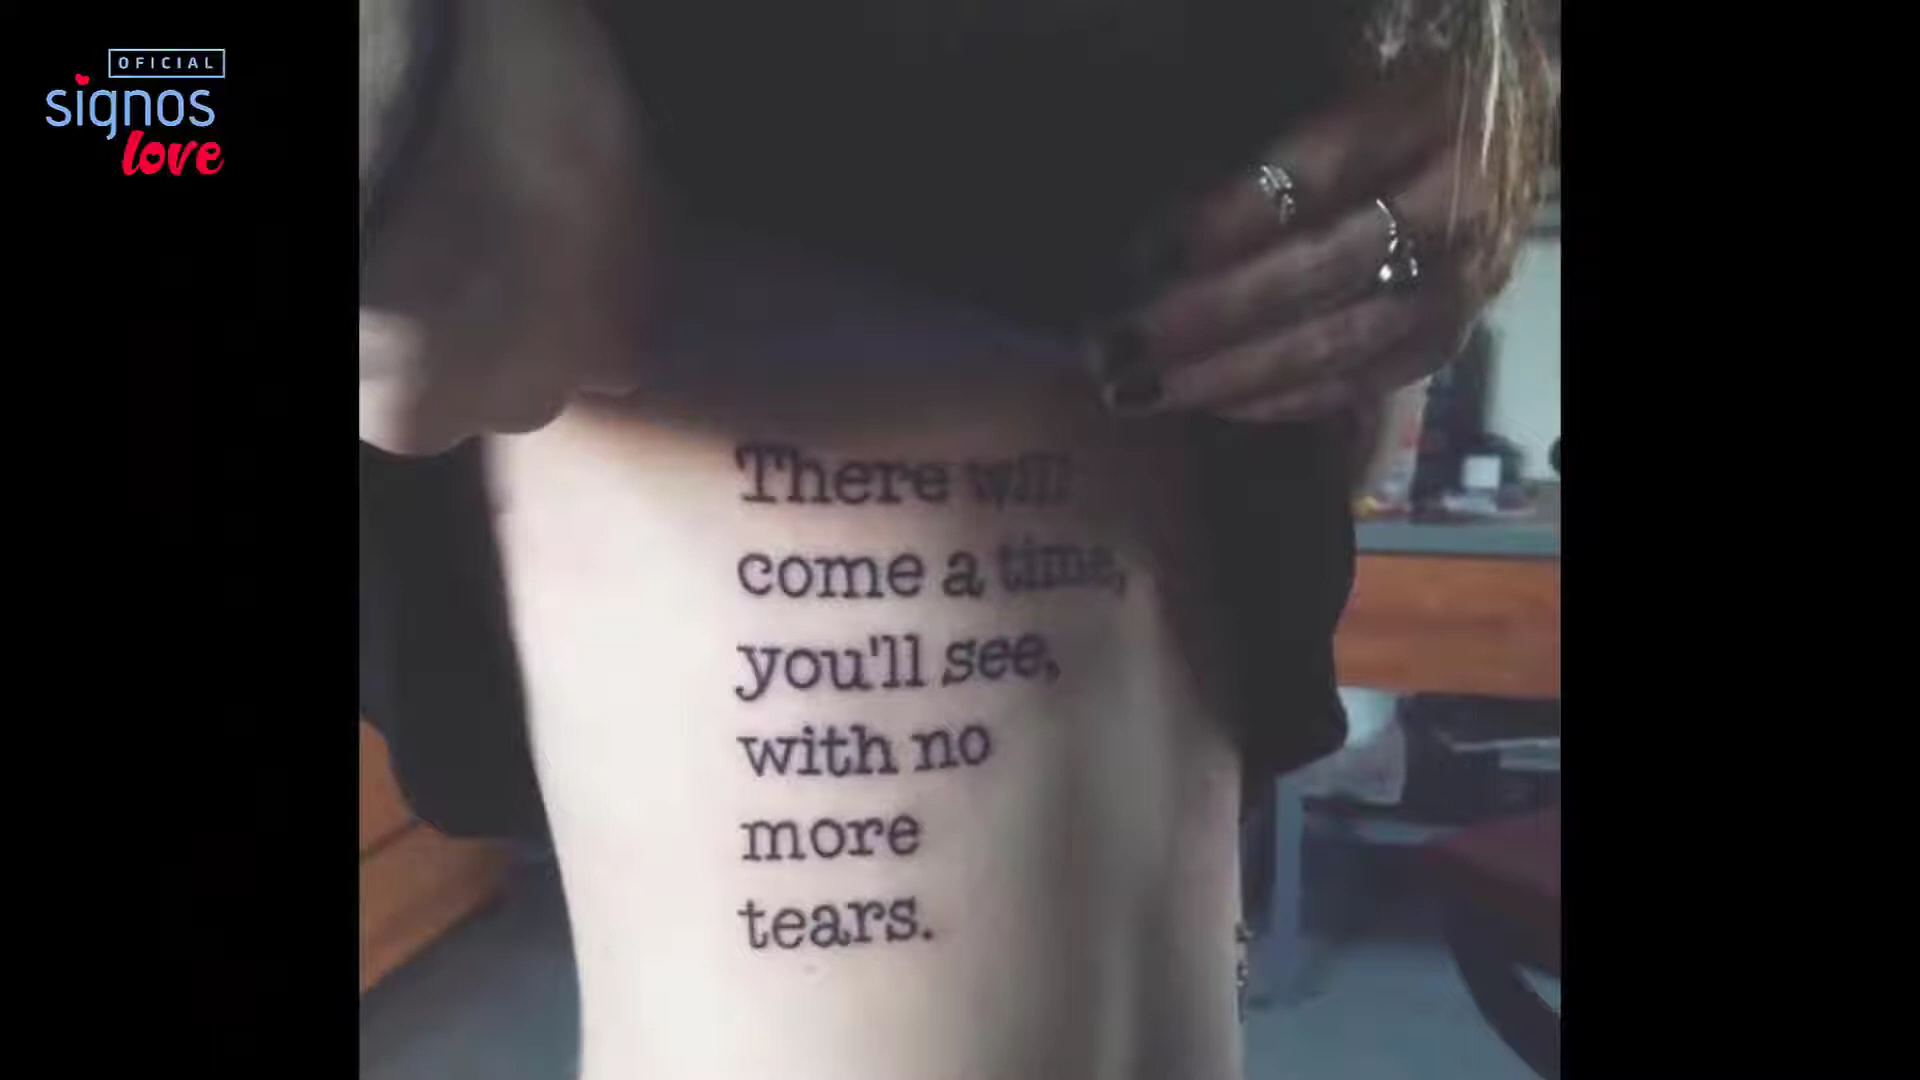 OFICIAL
signos
love
There will
come a time,
you'll see,
with no
more
tears.